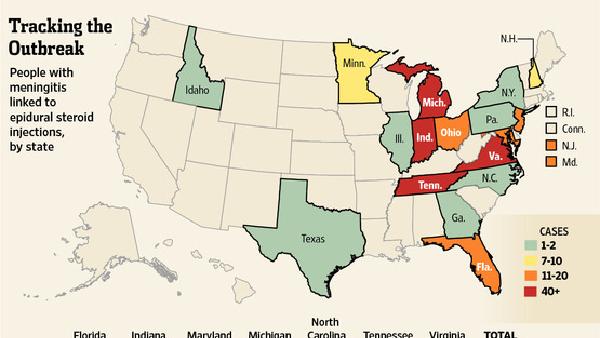 Tracking the
Outbreak
People with
meningitis
linked to
epidural steroid
injections,
by state
N.H.
Minn.
Idaho
Mich.
N.Y.
Pa.
Ill.
Ind.
Ohio
R.I.
Conn.
N.J.
Md.
Va.
Tenn.
N.C.
Ga.
Texas
Fla.
CASES
1-2
7-10
11-20
40+
North
Florida Indiana Maryland Michigan Carolina Tennessee Virginia TOTAL